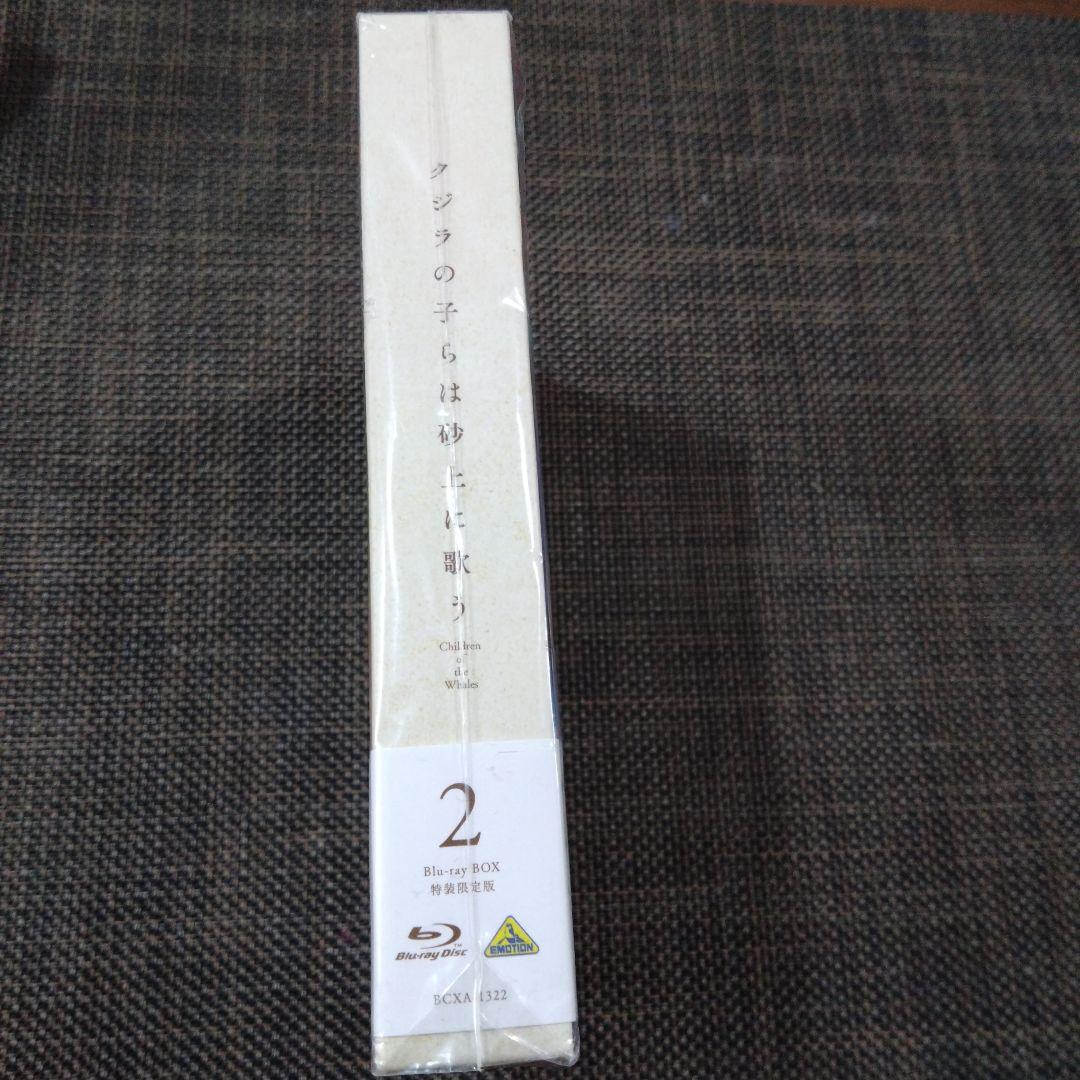 クジラの子らは砂上に歌う
Children
of
the
Whales
2
Blu-ray BOX
特装限定版
Blu-ray Disc™
EMOTION
BCXA-1322